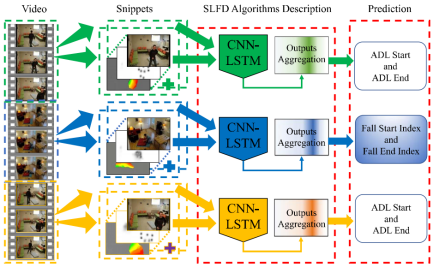 Video
Snippets
SLFD Algorithms Description
Prediction
CNN-
LSTM
Outputs
Aggregation
ADL Start
and
ADL End
CNN-
LSTM
Outputs
Aggregation
Fall Start Index
and
Fall End Index
CNN-
LSTM
Outputs
Aggregation
ADL Start
and
ADL End